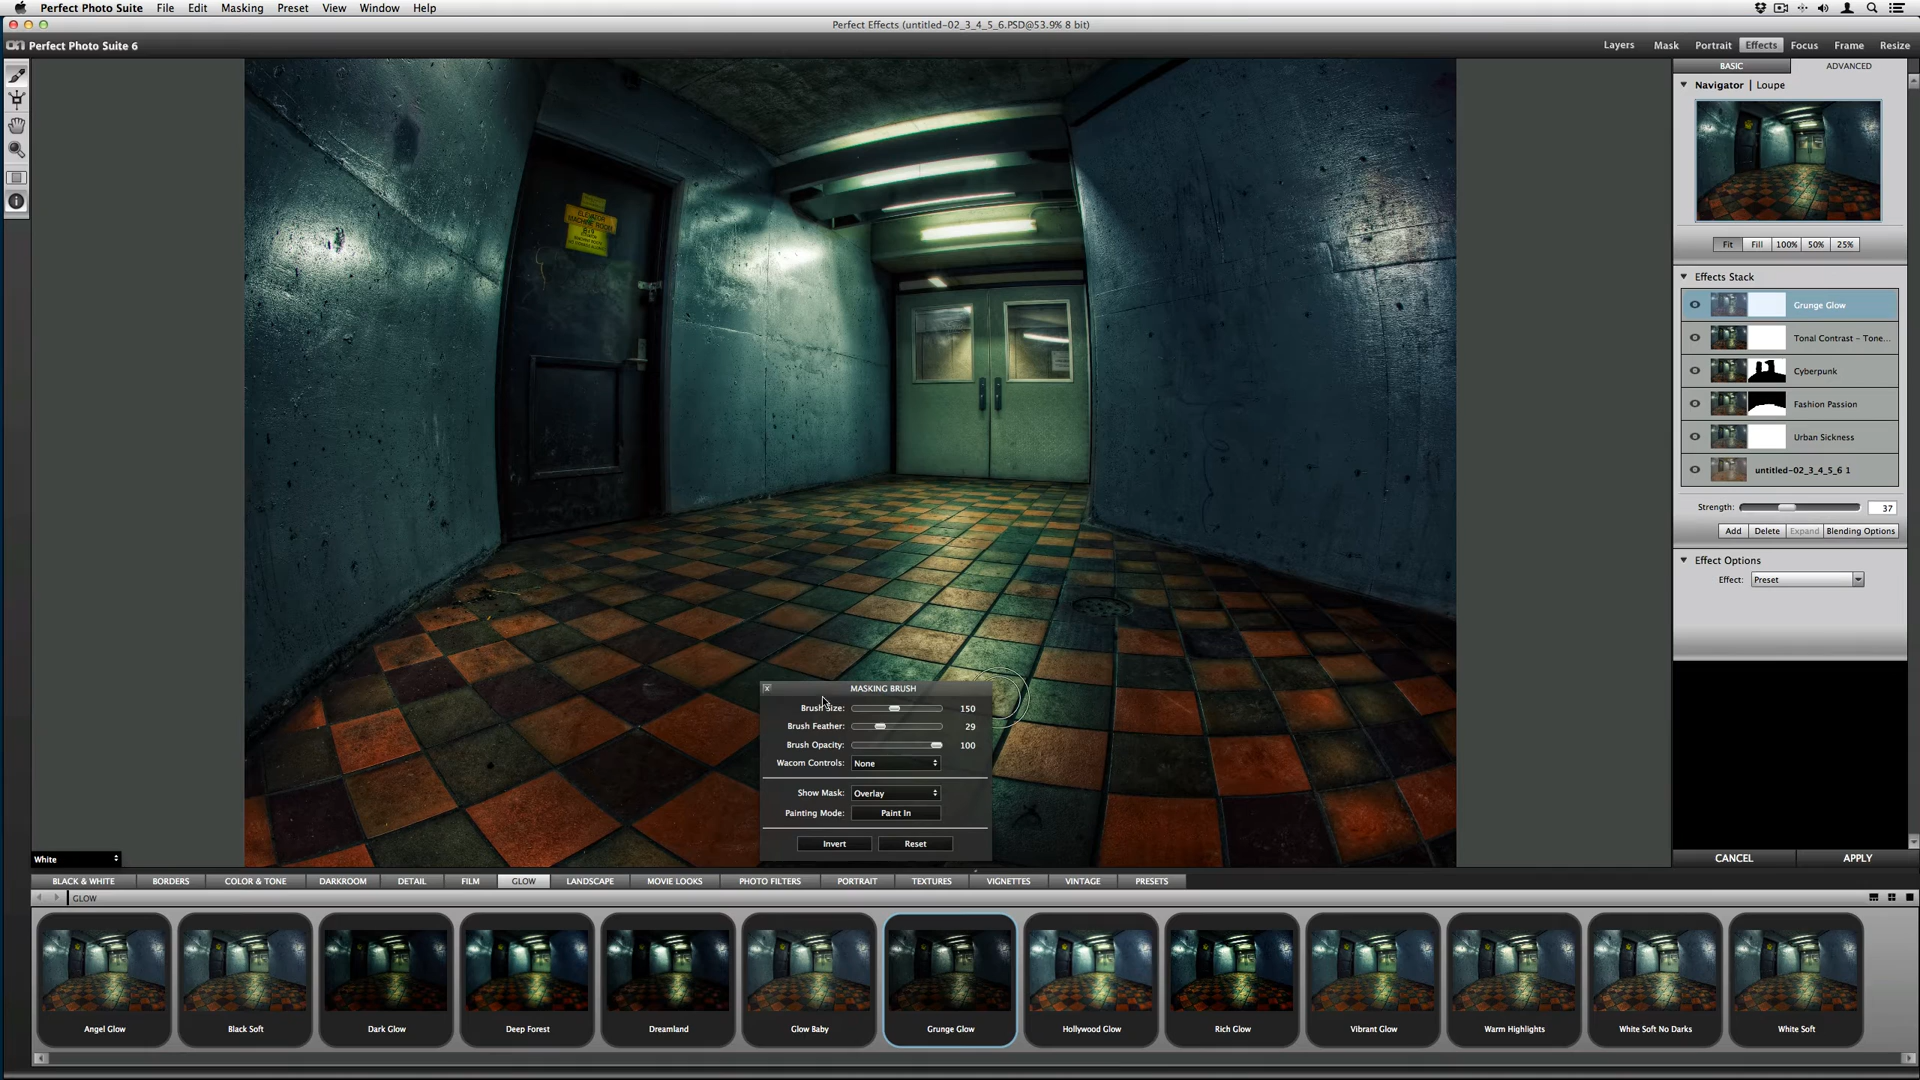 Perfect Photo Suite File Edit Masking Preset View Window Help
Perfect Effects (untitled-02_3_4_5_6.PSD@53.9% 8 bit)
on Perfect Photo Suite 6
Layers Mask Portrait Effects Focus Frame Resize
BASIC ADVANCED
Navigator | Loupe
Fit Fill 100% 50% 25%
Effects Stack
Grunge Glow
Tonal Contrast - Tone...
Cyberpunk
Fashion Passion
Urban Sickness
untitled-02_3_4_5_6 1
Strength: 37
Add Delete Expand Blending Options
Effect Options
Effect: Preset
ELEVATOR
MACHINE ROOM
MASKING BRUSH
Brush Size: 150
Brush Feather: 29
Brush Opacity: 100
Wacom Controls: None
Show Mask: Overlay
Painting Mode: Paint In
Invert Reset
White
CANCEL APPLY
BLACK & WHITE BORDERS COLOR & TONE DARKROOM DETAIL FILM GLOW LANDSCAPE MOVIE LOOKS PHOTO FILTERS PORTRAIT TEXTURES VIGNETTES VINTAGE PRESETS
GLOW
Angel Glow Black Soft Dark Glow Deep Forest Dreamland Glow Baby Grunge Glow Hollywood Glow Rich Glow Vibrant Glow Warm Highlights White Soft No Darks White Soft